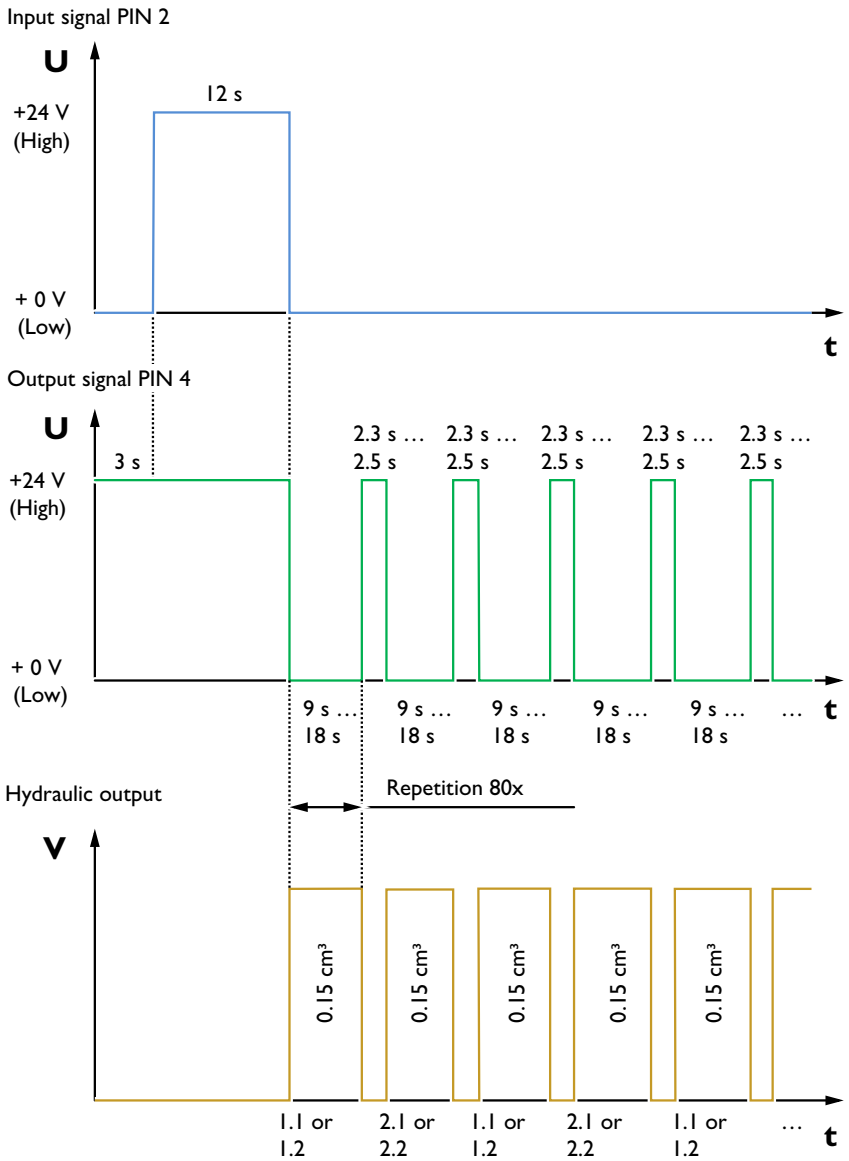 Input signal PIN 2
U
12 s
+24 V
(High)
+ 0 V
(Low)
t
Output signal PIN 4
U
2.3 s … 2.3 s … 2.3 s … 2.3 s … 2.3 s …
3 s 2.5 s 2.5 s 2.5 s 2.5 s 2.5 s
+24 V
(High)
+ 0 V
(Low)
9 s … 9 s … 9 s … 9 s … 9 s … … t
18 s 18 s 18 s 18 s 18 s
Hydraulic output
Repetition 80x
V
0.15 cm³ 0.15 cm³ 0.15 cm³ 0.15 cm³ 0.15 cm³
1.1 or 2.1 or 1.1 or 2.1 or 1.1 or … t
1.2 2.2 1.2 2.2 1.2